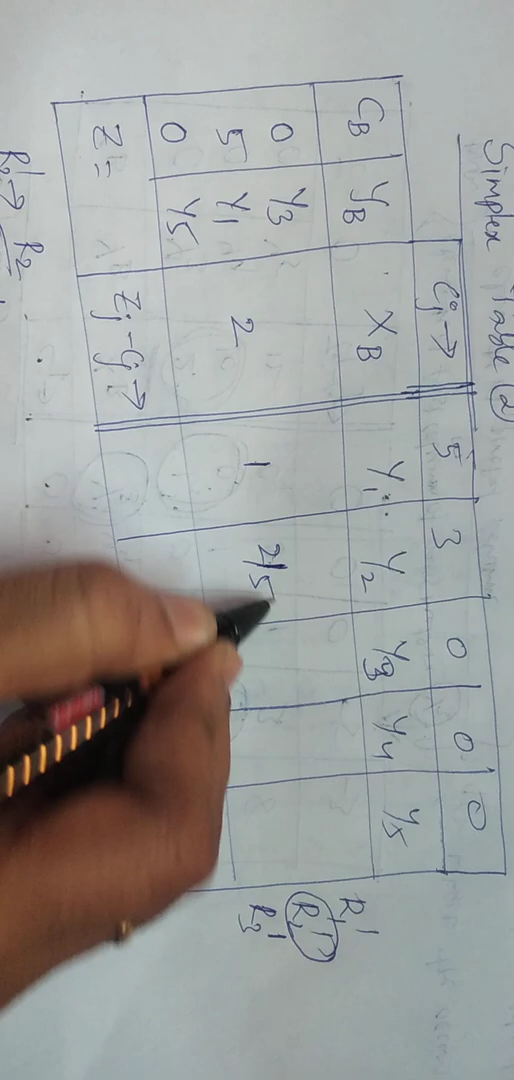 Simplex Table 2
Cj → 5 3 0 0 0
CB YB XB Y1 Y2 Y3 Y4 Y5
0 Y3
5 Y1 2 1 2/5
0 Y5
Z = Zj - Cj →
R1'
R2'
R3'
R2' → R2